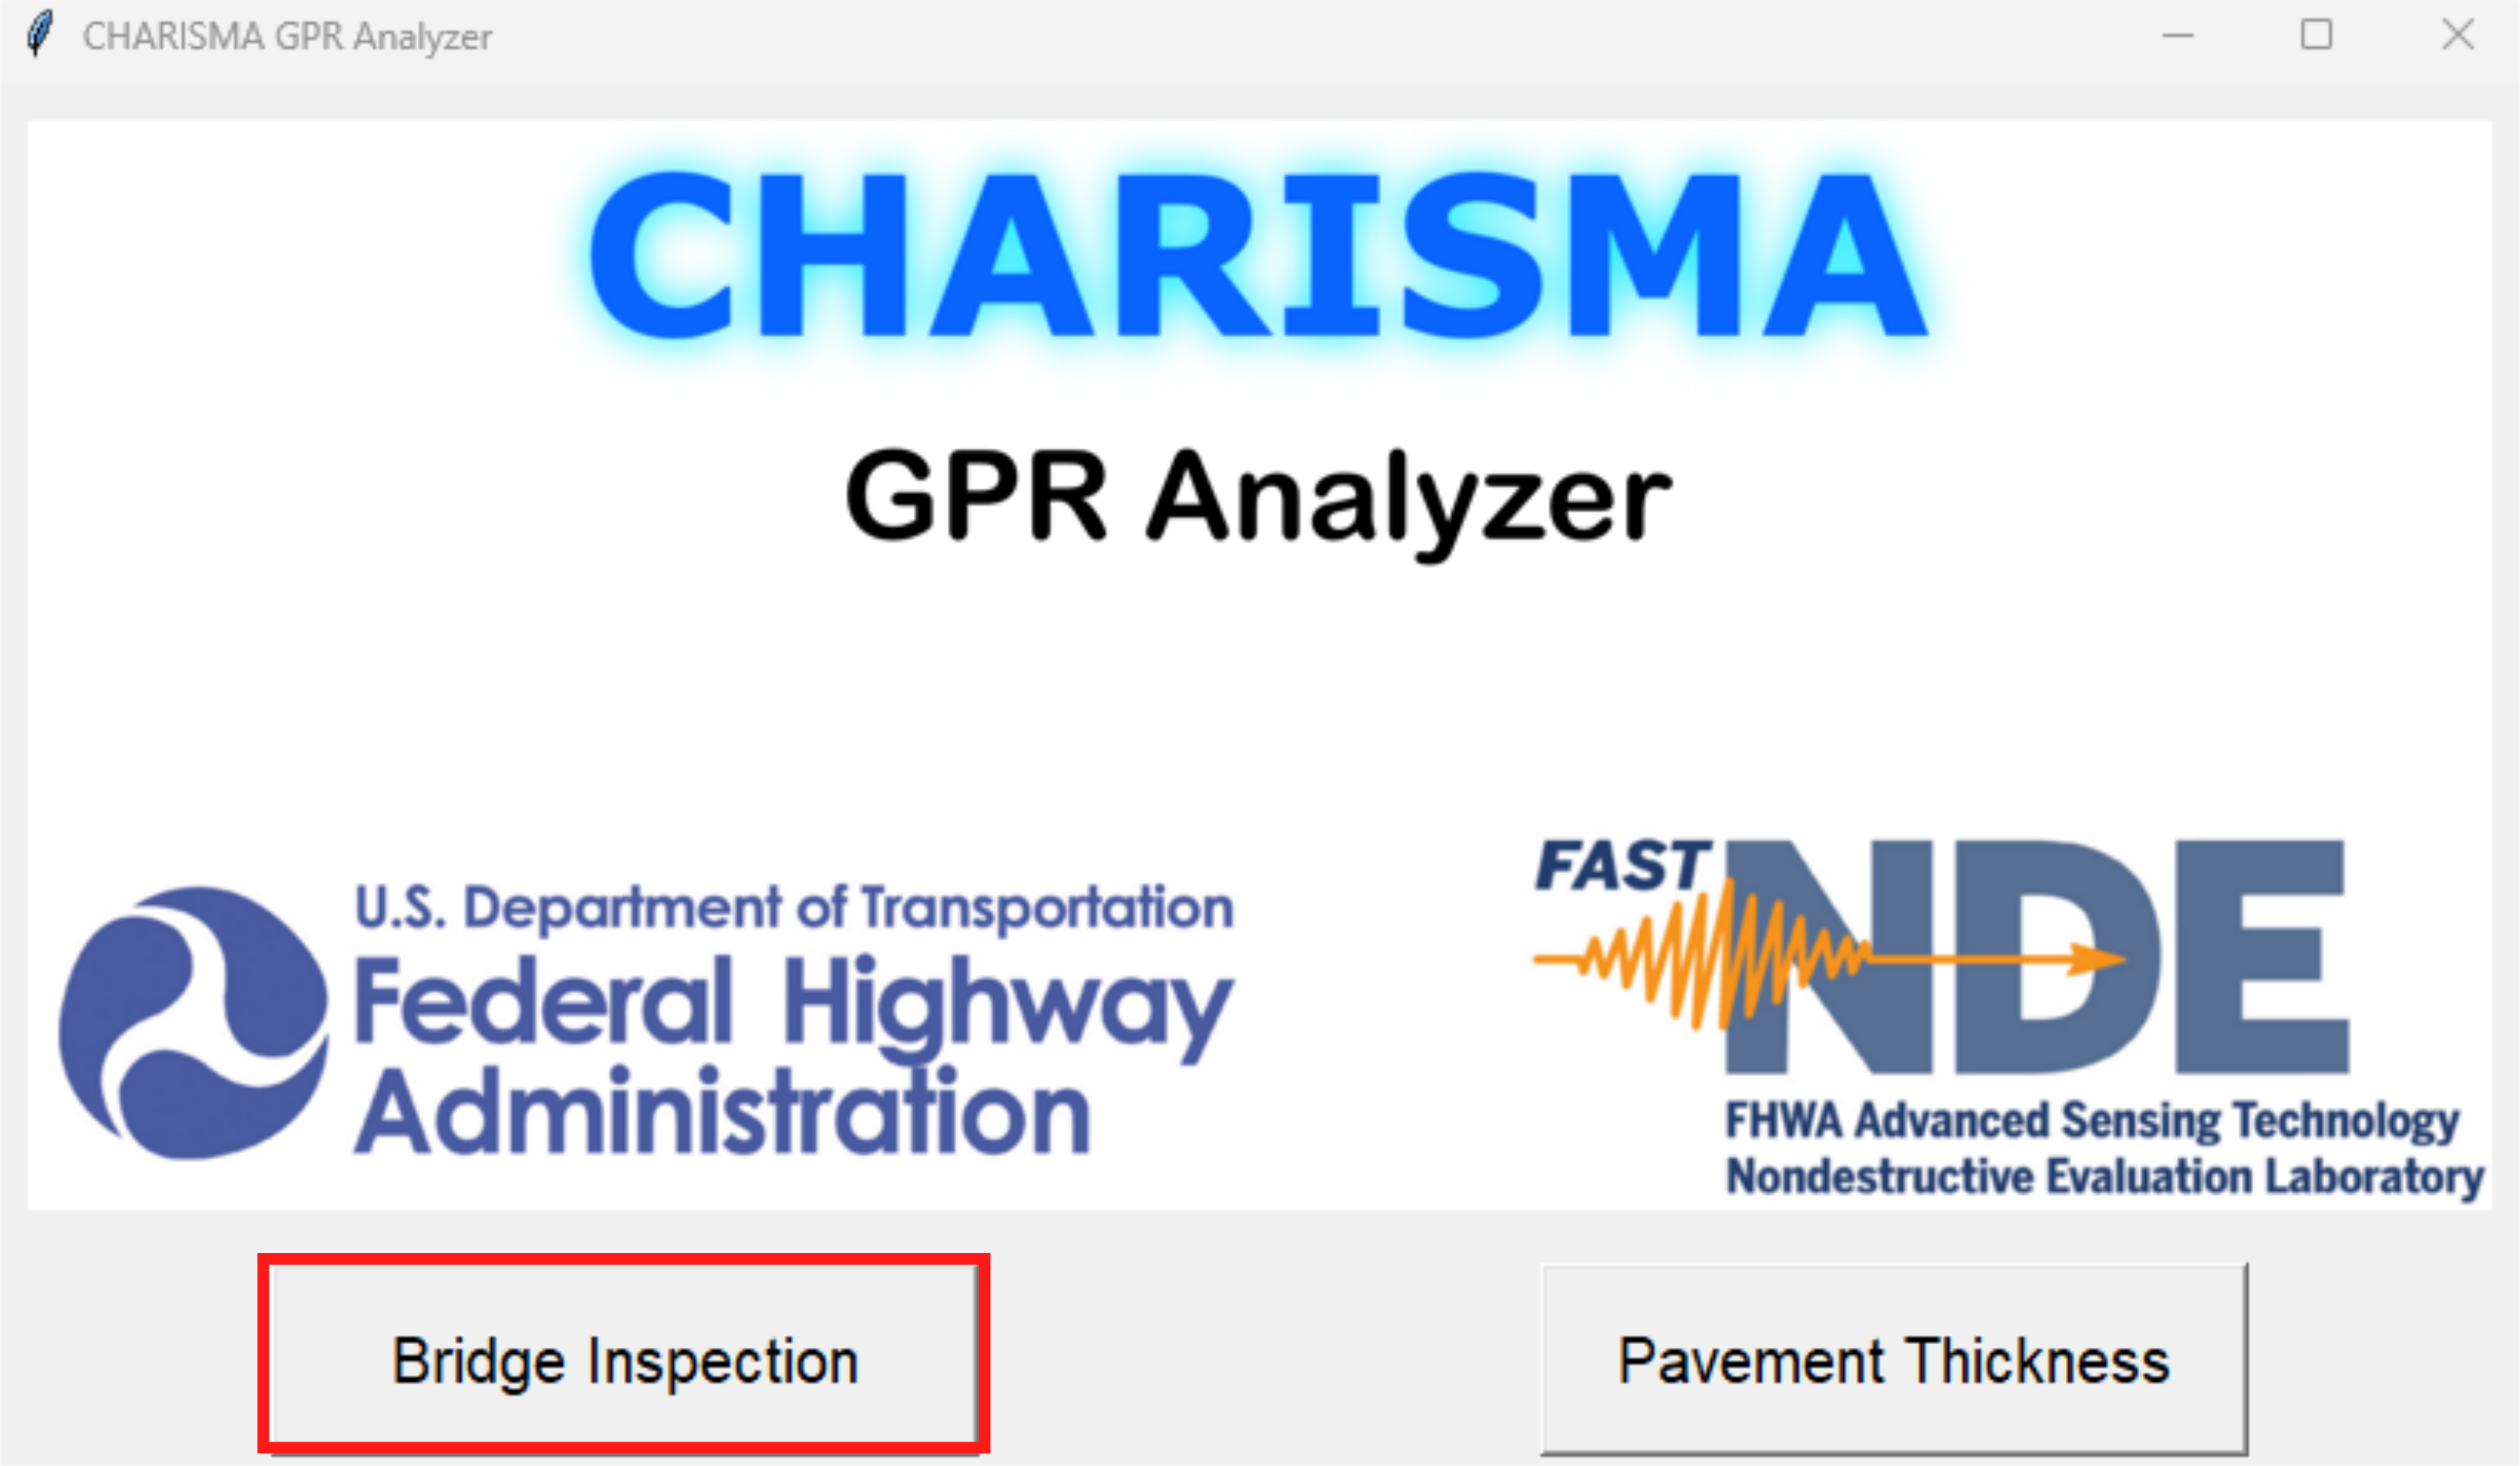 CHARISMA GPR Analyzer
CHARISMA
GPR Analyzer
U.S. Department of Transportation
Federal Highway
Administration
FAST NDE
FHWA Advanced Sensing Technology
Nondestructive Evaluation Laboratory
Bridge Inspection
Pavement Thickness